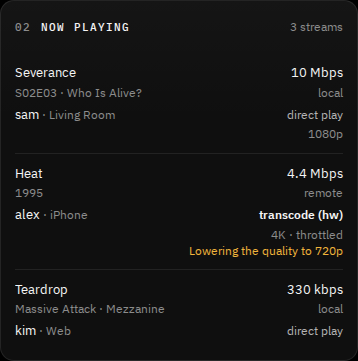 02 NOW PLAYING 3 streams
Severance 10 Mbps
S02E03 · Who Is Alive? local
sam · Living Room direct play
1080p
Heat 4.4 Mbps
1995 remote
alex · iPhone transcode (hw)
4K · throttled
Lowering the quality to 720p
Teardrop 330 kbps
Massive Attack · Mezzanine local
kim · Web direct play